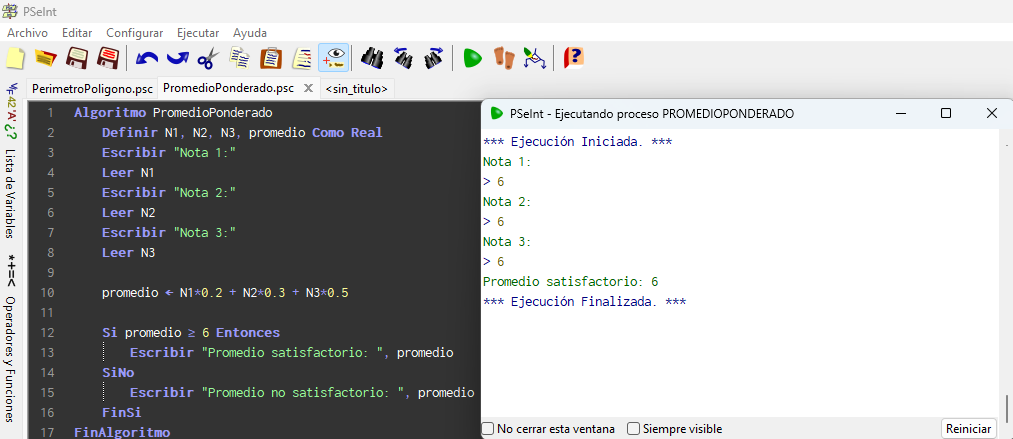 PSeInt
Archivo Editar Configurar Ejecutar Ayuda
PerimetroPoligono.psc PromedioPonderado.psc <sin_titulo>
Lista de Variables
*+=< Operadores y Funciones
1 Algoritmo PromedioPonderado
2 Definir N1, N2, N3, promedio Como Real
3 Escribir "Nota 1:"
4 Leer N1
5 Escribir "Nota 2:"
6 Leer N2
7 Escribir "Nota 3:"
8 Leer N3
9
10 promedio ← N1*0.2 + N2*0.3 + N3*0.5
11
12 Si promedio ≥ 6 Entonces
13 Escribir "Promedio satisfactorio: ", promedio
14 SiNo
15 Escribir "Promedio no satisfactorio: ", promedio
16 FinSi
17 FinAlgoritmo
PSeInt - Ejecutando proceso PROMEDIOPONDERADO
*** Ejecución Iniciada. ***
Nota 1:
> 6
Nota 2:
> 6
Nota 3:
> 6
Promedio satisfactorio: 6
*** Ejecución Finalizada. ***
No cerrar esta ventana Siempre visible Reiniciar